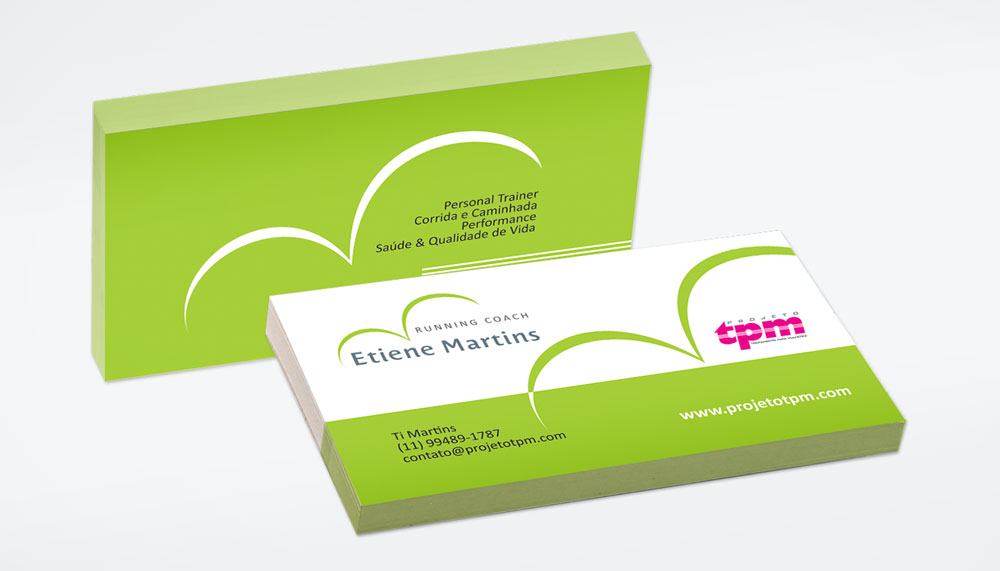 Personal Trainer
Corrida e Caminhada
Performance
Saúde & Qualidade de Vida
RUNNING COACH
Etiene Martins
PROJETO
tpm
Ti Martins
(11) 99489-1787
contato@projetotpm.com
www.projetotpm.com